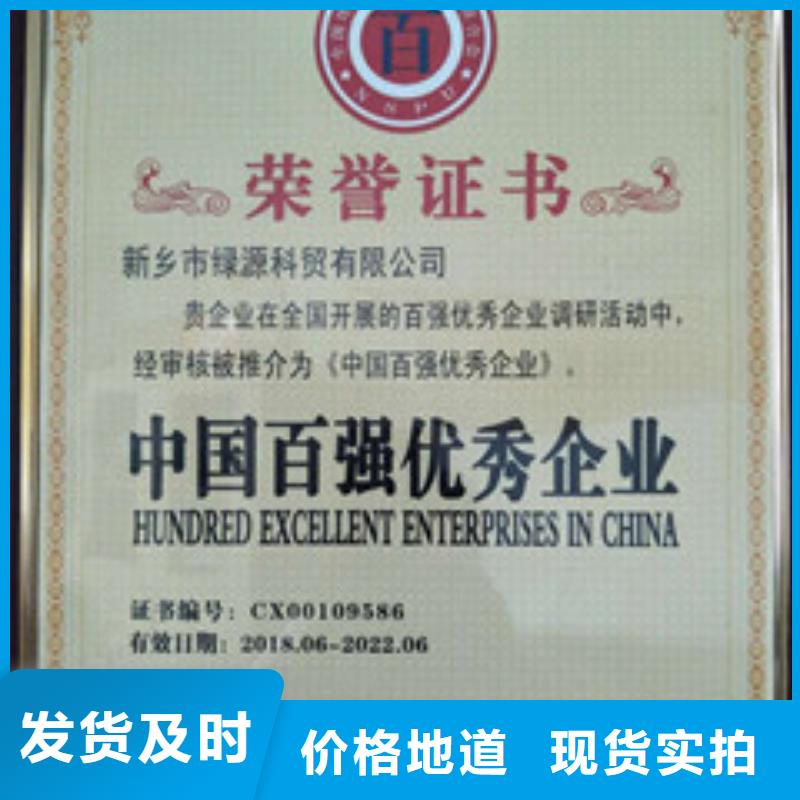 百
NSPU
荣誉证书
新乡市绿源科贸有限公司
贵企业在全国开展的百强优秀企业调研活动中，
经审核被推介为《中国百强优秀企业》。
中国百强优秀企业
HUNDRED EXCELLENT ENTERPRISES IN CHINA
证书编号：CX00109586
有效日期：2018.06-2022.06
发货及时
价格地道 现货实拍